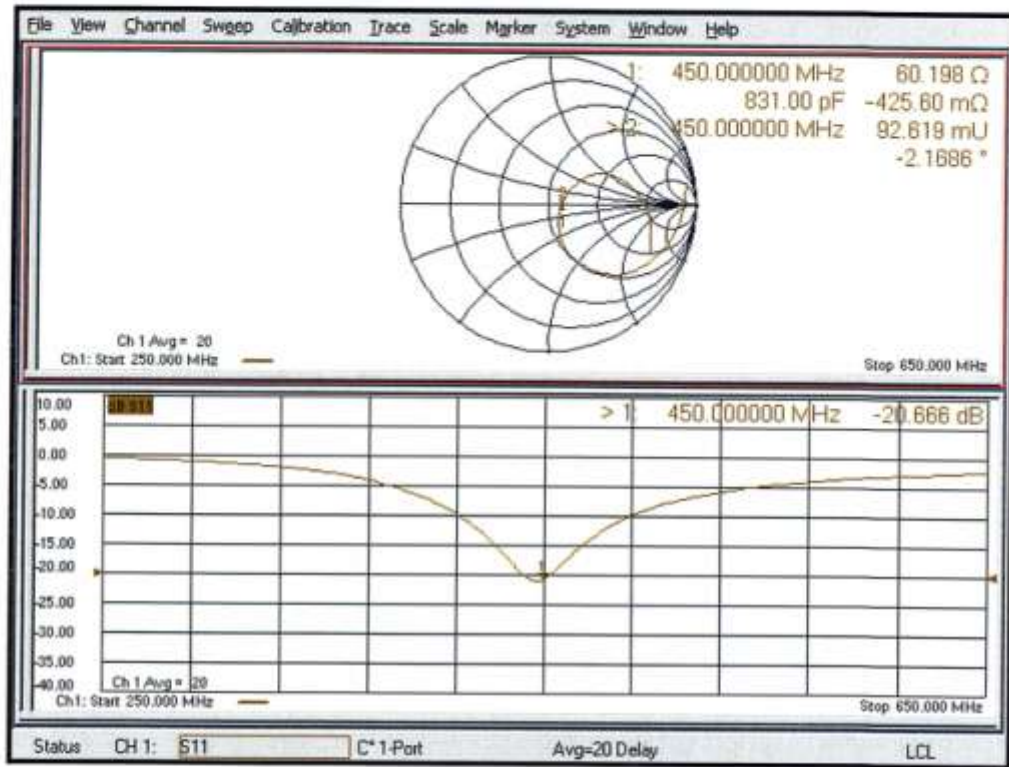 File View Channel Sweep Calibration Trace Scale Marker System Window Help
1: 450.000000 MHz 60.198 Ω
831.00 pF -425.60 mΩ
> 2: 450.000000 MHz 92.619 mU
-2.1686 °
Ch 1 Avg = 20
Ch1: Start 250.000 MHz
Stop 650.000 MHz
10.00
dB S11
> 1: 450.000000 MHz -20.666 dB
5.00
0.00
-5.00
-10.00
-15.00
-20.00
1
-25.00
-30.00
-35.00
-40.00
Ch 1 Avg = 20
Ch1: Start 250.000 MHz
Stop 650.000 MHz
Status CH 1: S11 C* 1-Port Avg=20 Delay LCL